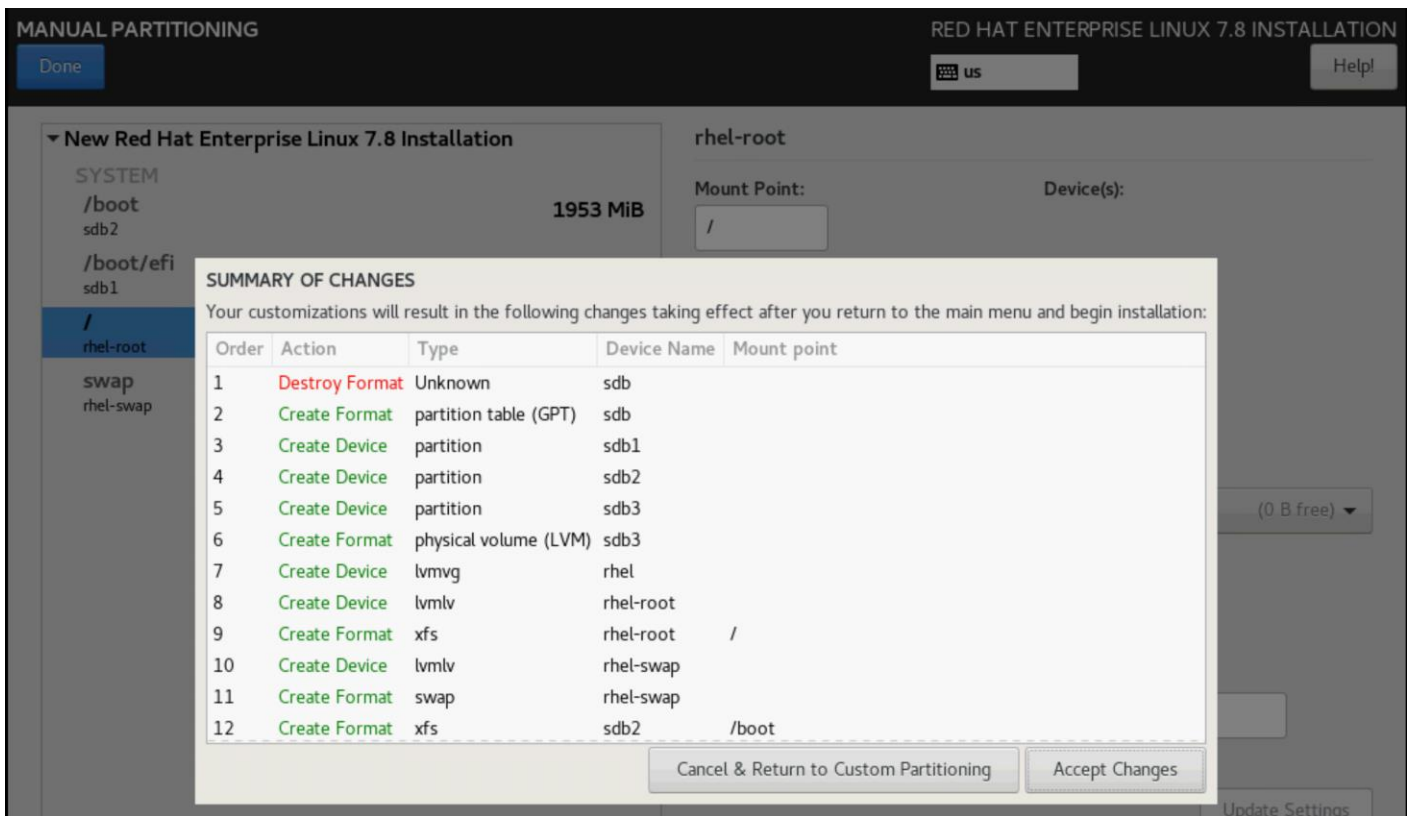 MANUAL PARTITIONING
RED HAT ENTERPRISE LINUX 7.8 INSTALLATION
Done
us
Help!
New Red Hat Enterprise Linux 7.8 Installation
SYSTEM
/boot
1953 MiB
sdb2
/boot/efi
sdb1
/
rhel-root
swap
rhel-swap
rhel-root
Mount Point:
Device(s):
/
SUMMARY OF CHANGES
Your customizations will result in the following changes taking effect after you return to the main menu and begin installation:
Order Action Type Device Name Mount point
1 Destroy Format Unknown sdb
2 Create Format partition table (GPT) sdb
3 Create Device partition sdb1
4 Create Device partition sdb2
5 Create Device partition sdb3
6 Create Format physical volume (LVM) sdb3
7 Create Device lvmvg rhel
8 Create Device lvmlv rhel-root
9 Create Format xfs rhel-root /
10 Create Device lvmlv rhel-swap
11 Create Format swap rhel-swap
12 Create Format xfs sdb2 /boot
(0 B free)
Cancel & Return to Custom Partitioning
Accept Changes
Update Settings